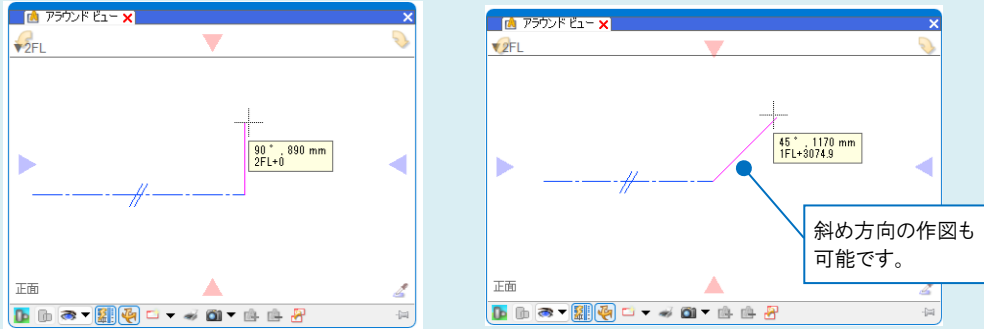 アラウンド ビュー
▼2FL
90°, 890 mm
2FL+0
正面
アラウンド ビュー
▼2FL
45°, 1170 mm
1FL+3074.9
斜め方向の作図も
可能です。
正面